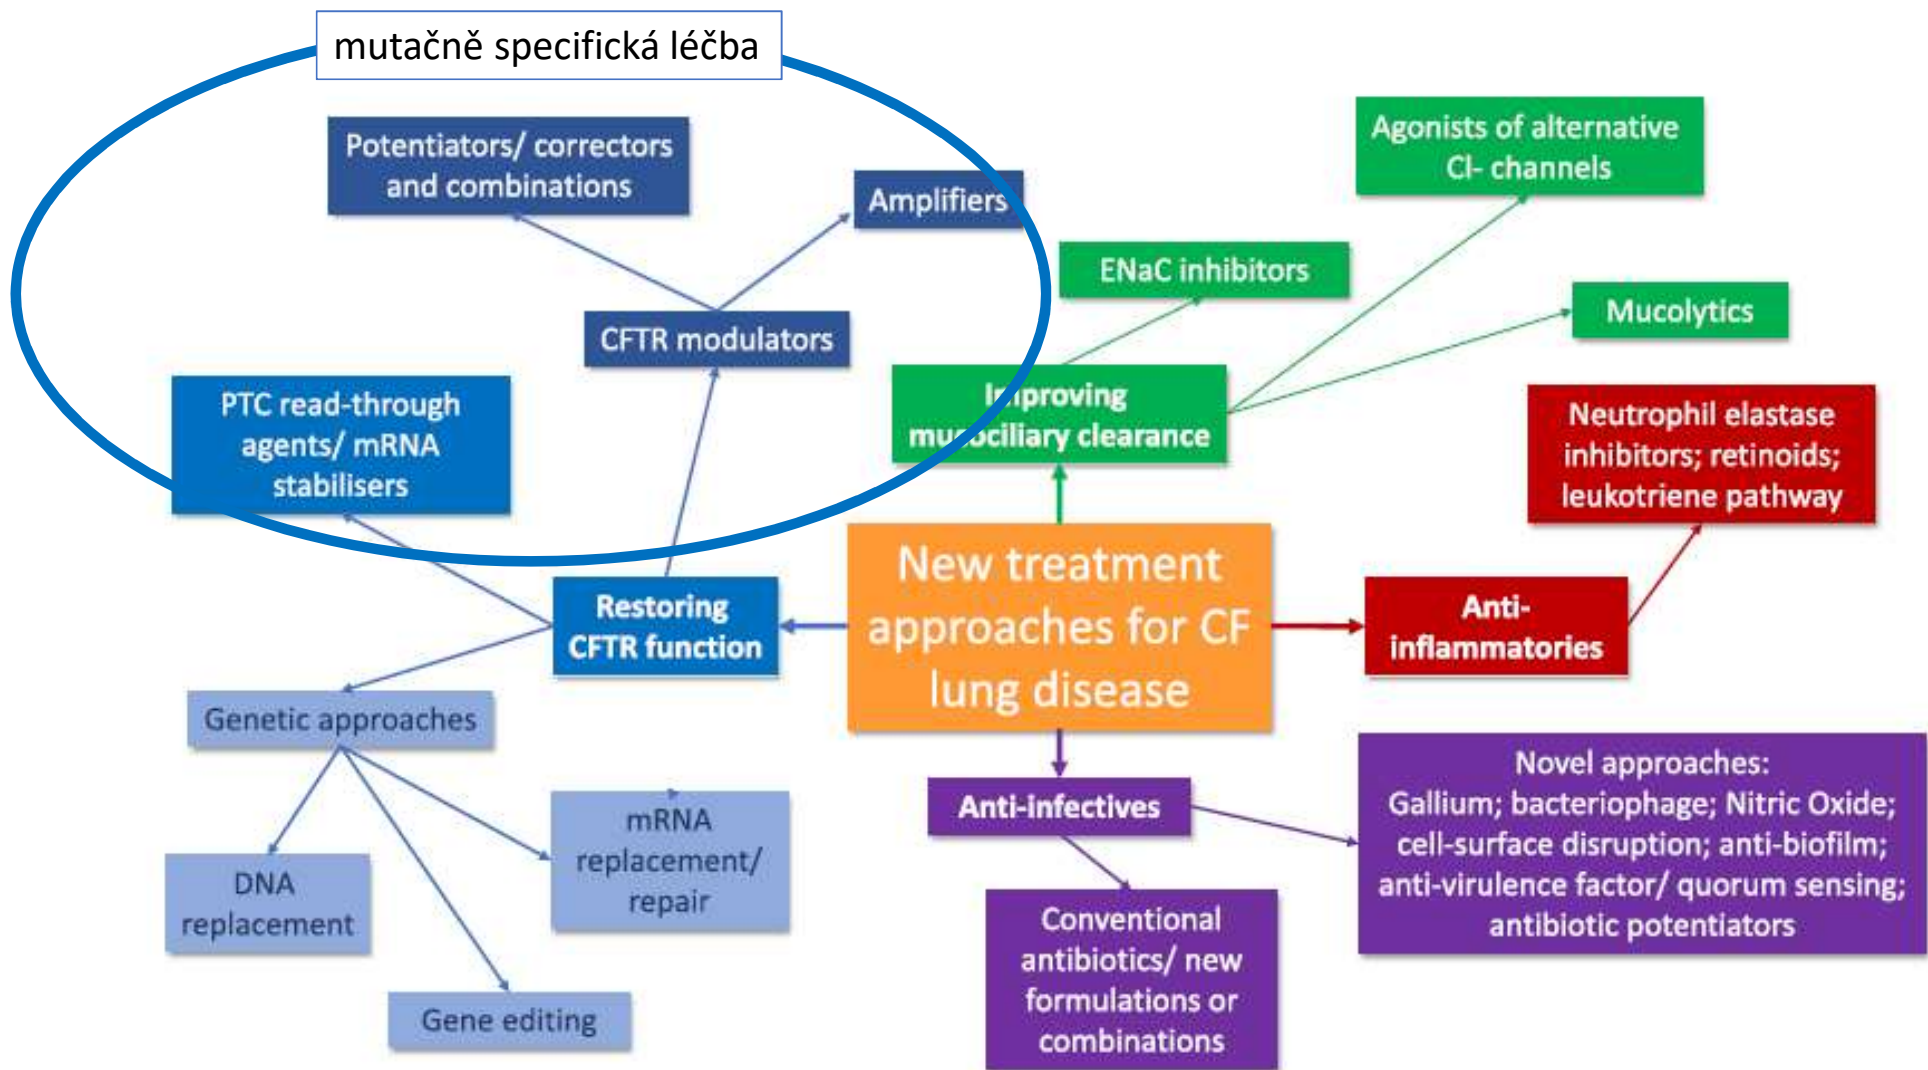 mutačně specifická léčba
Potentiators/ correctors
and combinations
Amplifiers
Agonists of alternative
Cl- channels
ENaC inhibitors
Mucolytics
CFTR modulators
PTC read-through
agents/ mRNA
stabilisers
Improving
mucociliary clearance
Neutrophil elastase
inhibitors; retinoids;
leukotriene pathway
New treatment
approaches for CF
lung disease
Restoring
CFTR function
Anti-
inflammatories
Genetic approaches
DNA
replacement
mRNA
replacement/
repair
Gene editing
Anti-infectives
Novel approaches:
Gallium; bacteriophage; Nitric Oxide;
cell-surface disruption; anti-biofilm;
anti-virulence factor/ quorum sensing;
antibiotic potentiators
Conventional
antibiotics/ new
formulations or
combinations